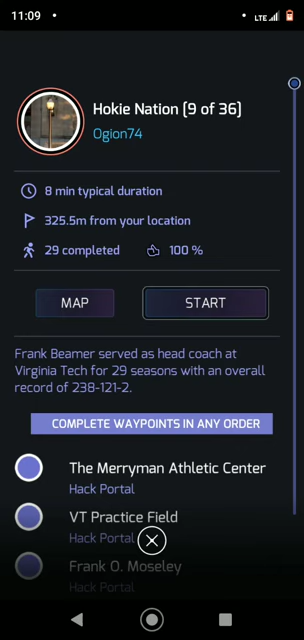 11:09
LTE
Hokie Nation [9 of 36]
Ogion74
8 min typical duration
325.5m from your location
29 completed 100 %
MAP START
Frank Beamer served as head coach at
Virginia Tech for 29 seasons with an overall
record of 238-121-2.
COMPLETE WAYPOINTS IN ANY ORDER
The Merryman Athletic Center
Hack Portal
VT Practice Field
Hack Portal
Frank O. Moseley
Hack Portal